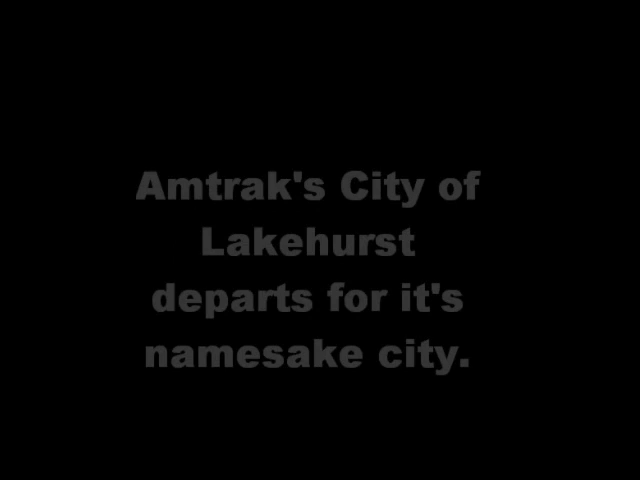 Amtrak's City of
Lakehurst
departs for it's
namesake city.